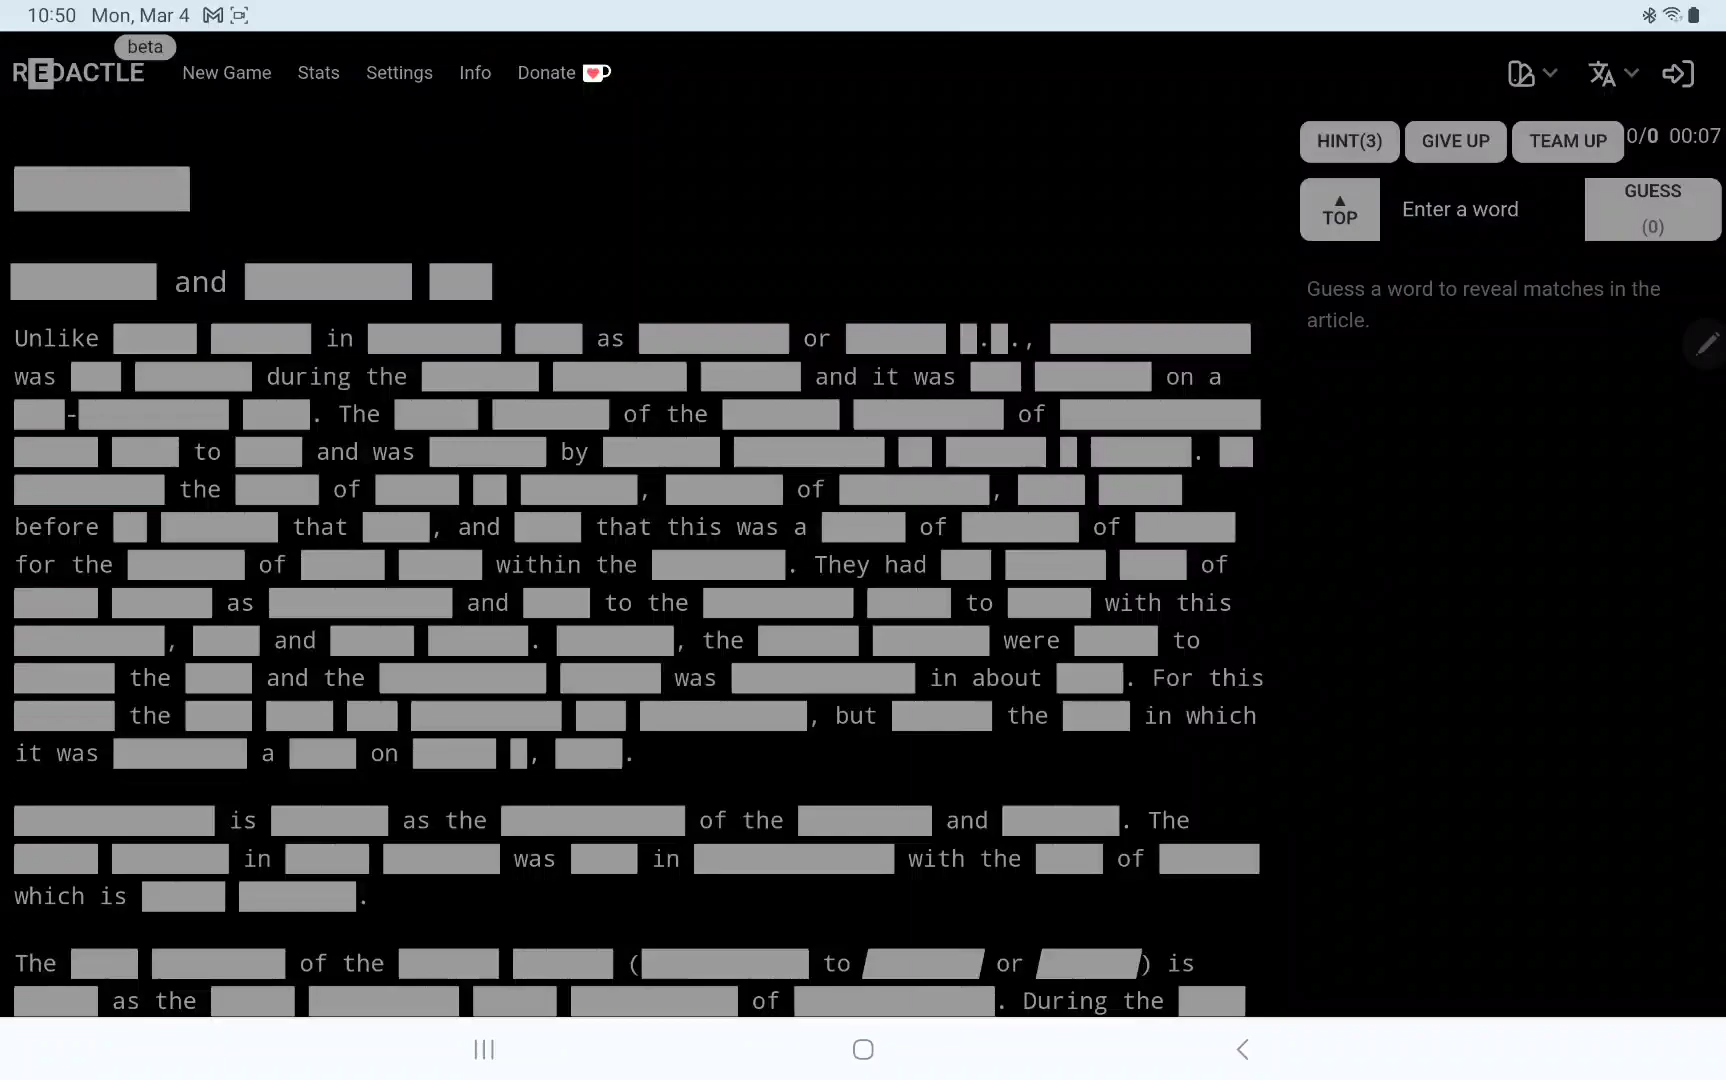 10:50 Mon, Mar 4
beta
REDACTLE New Game Stats Settings Info Donate
HINT(3) GIVE UP TEAM UP 0/0 00:07
▲ TOP Enter a word GUESS (0)
Guess a word to reveal matches in the
article.
and
Unlike in as or . . ,
was during the and it was on a
- . The of the of
to and was by .
the of , of ,
before that , and that this was a of of
for the of within the . They had of
as and to the to with this
, and . , the were to
the and the was in about . For this
the , but the in which
it was a on , .
is as the of the and . The
in was in with the of
which is .
The of the ( to or ) is
as the of . During the